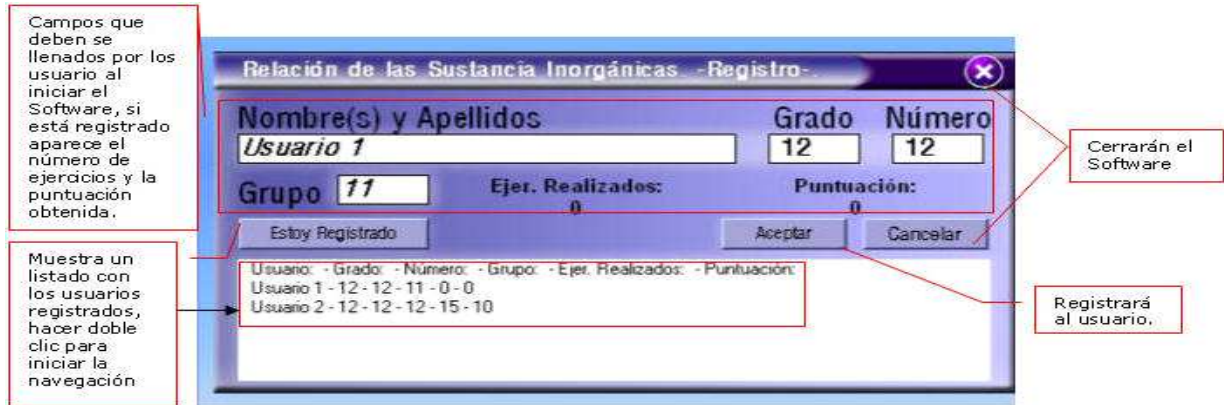 Campos que
deben se
llenados por los
usuario al
iniciar el
Software, si
está registrado
aparece el
número de
ejercicios y la
puntuación
obtenida.
Muestra un
listado con
los usuarios
registrados,
hacer doble
clic para
iniciar la
navegación
Relación de las Sustancia Inorgánicas. -Registro-.
Nombre(s) y Apellidos Grado Número
Usuario 1 12 12
Grupo 11 Ejer. Realizados: Puntuación:
0 0
Estoy Registrado Aceptar Cancelar
Usuario: - Grado: - Número: - Grupo: - Ejer. Realizados: - Puntuación:
Usuario 1 - 12 - 12 - 11 - 0 - 0
Usuario 2 - 12 - 12 - 12 - 15 - 10
Cerrarán el
Software
Registrará
al usuario.